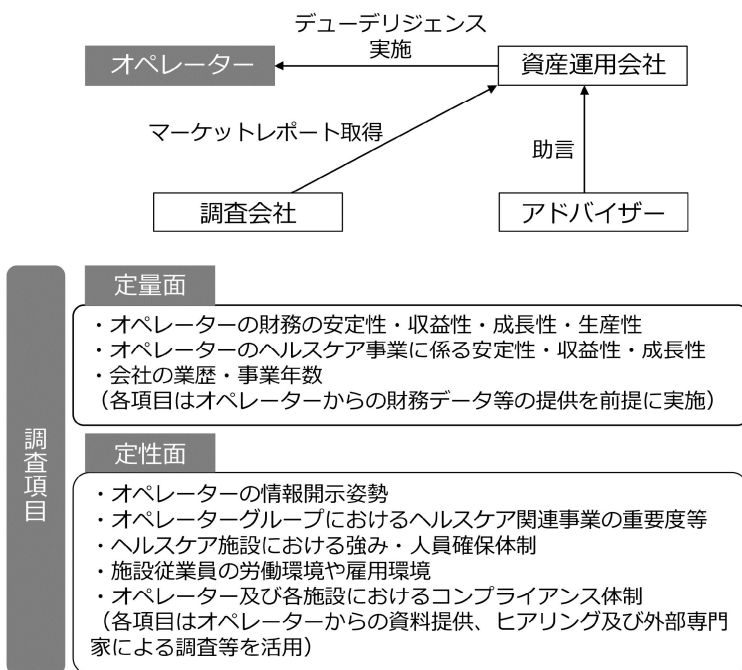 デューデリジェンス
実施
オペレーター
資産運用会社
マーケットレポート取得
助言
調査会社
アドバイザー
調査項目
定量面
・オペレーターの財務の安定性・収益性・成長性・生産性
・オペレーターのヘルスケア事業に係る安定性・収益性・成長性
・会社の業歴・事業年数
（各項目はオペレーターからの財務データ等の提供を前提に実施）
定性面
・オペレーターの情報開示姿勢
・オペレーターグループにおけるヘルスケア関連事業の重要度等
・ヘルスケア施設における強み・人員確保体制
・施設従業員の労働環境や雇用環境
・オペレーター及び各施設におけるコンプライアンス体制
（各項目はオペレーターからの資料提供、ヒアリング及び外部専門
家による調査等を活用）